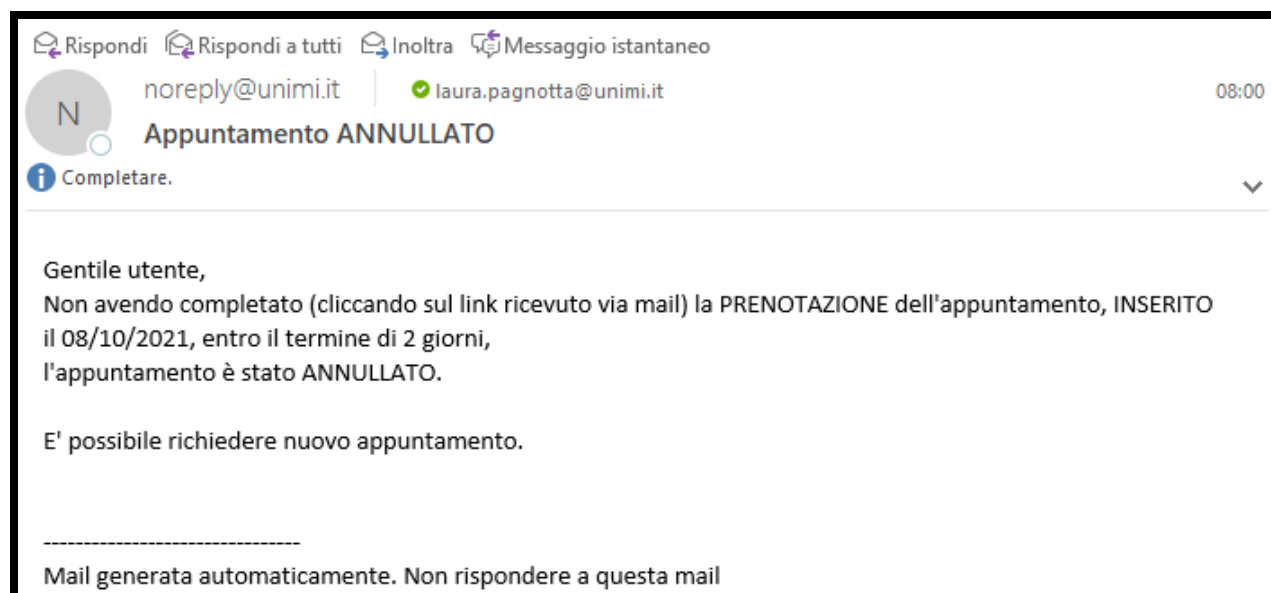 Rispondi Rispondi a tutti Inoltra Messaggio istantaneo
N
noreply@unimi.it laura.pagnotta@unimi.it 08:00
Appuntamento ANNULLATO
Completare.
Gentile utente,
Non avendo completato (cliccando sul link ricevuto via mail) la PRENOTAZIONE dell'appuntamento, INSERITO
il 08/10/2021, entro il termine di 2 giorni,
l'appuntamento è stato ANNULLATO.
E' possibile richiedere nuovo appuntamento.
--------------------------------
Mail generata automaticamente. Non rispondere a questa mail